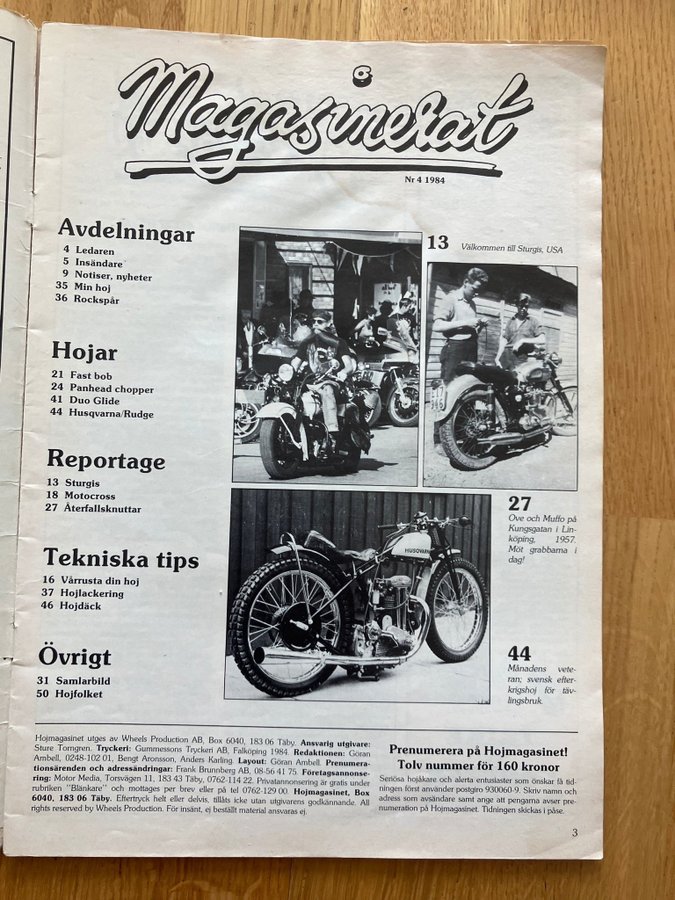 Magasinerat
Nr 4 1984
Avdelningar
4 Ledaren
5 Insändare
9 Notiser, nyheter
35 Min hoj
36 Rockspår
Hojar
21 Fast bob
24 Panhead chopper
41 Duo Glide
44 Husqvarna/Rudge
Reportage
13 Sturgis
18 Motocross
27 Återfallsknuttar
Tekniska tips
16 Vårrusta din hoj
37 Hojlackering
46 Hojdäck
Övrigt
31 Samlarbild
50 Hojfolket
13 Välkommen till Sturgis, USA
HUSQVARN
27
Ove och Muffo på
Kungsgatan i Lin-
köping, 1957.
Möt grabbarna i
dag!
44
Månadens vete-
ran; svensk efter-
krigshoj för täv-
lingsbruk.
Hojmagasinet utges av Wheels Production AB, Box 6040, 183 06 Täby. Ansvarig utgivare:
Sture Torngren. Tryckeri: Gummessons Tryckeri AB, Falköping 1984. Redaktionen: Göran
Ambell, 0248-102 01, Bengt Aronsson, Anders Karling. Layout: Göran Ambell. Prenumera-
tionsärenden och adressändringar: Frank Brunnberg AB, 08-56 41 75. Företagsannonse-
ring: Motor Media, Torsvägen 11, 183 43 Täby, 0762-114 22. Privatannonsering är gratis under
rubriken "Blänkare" och mottages per brev eller på tel 0762-129 00. Hojmagasinet, Box
6040, 183 06 Täby. Eftertryck helt eller delvis, tillåts icke utan utgivarens godkännande. All
rights reserved by Wheels Production. För insänt, ej beställt material ansvaras ej.
Prenumerera på Hojmagasinet!
Tolv nummer för 160 kronor
Seriösa hojåkare och alerta entusiaster som önskar få tid-
ningen först använder postgiro 930060-9. Skriv namn och
adress som avsändare samt ange att pengarna avser pre-
numeration på Hojmagasinet. Tidningen skickas i påse.
3